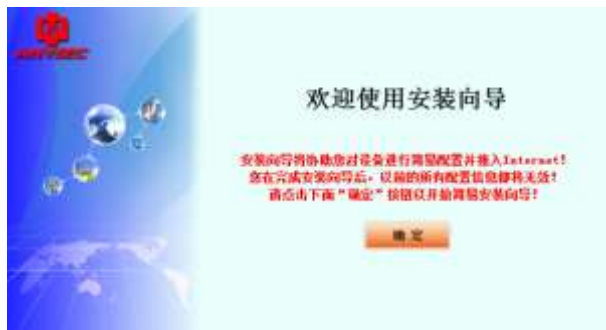 ANYSEC
欢迎使用安装向导
安装向导将协助您对设备进行简易配置并接入Internet!
您在完成安装向导后，以前的所有配置信息都将无效!
请点击下面"确定"按钮以开始简易安装向导!
确 定